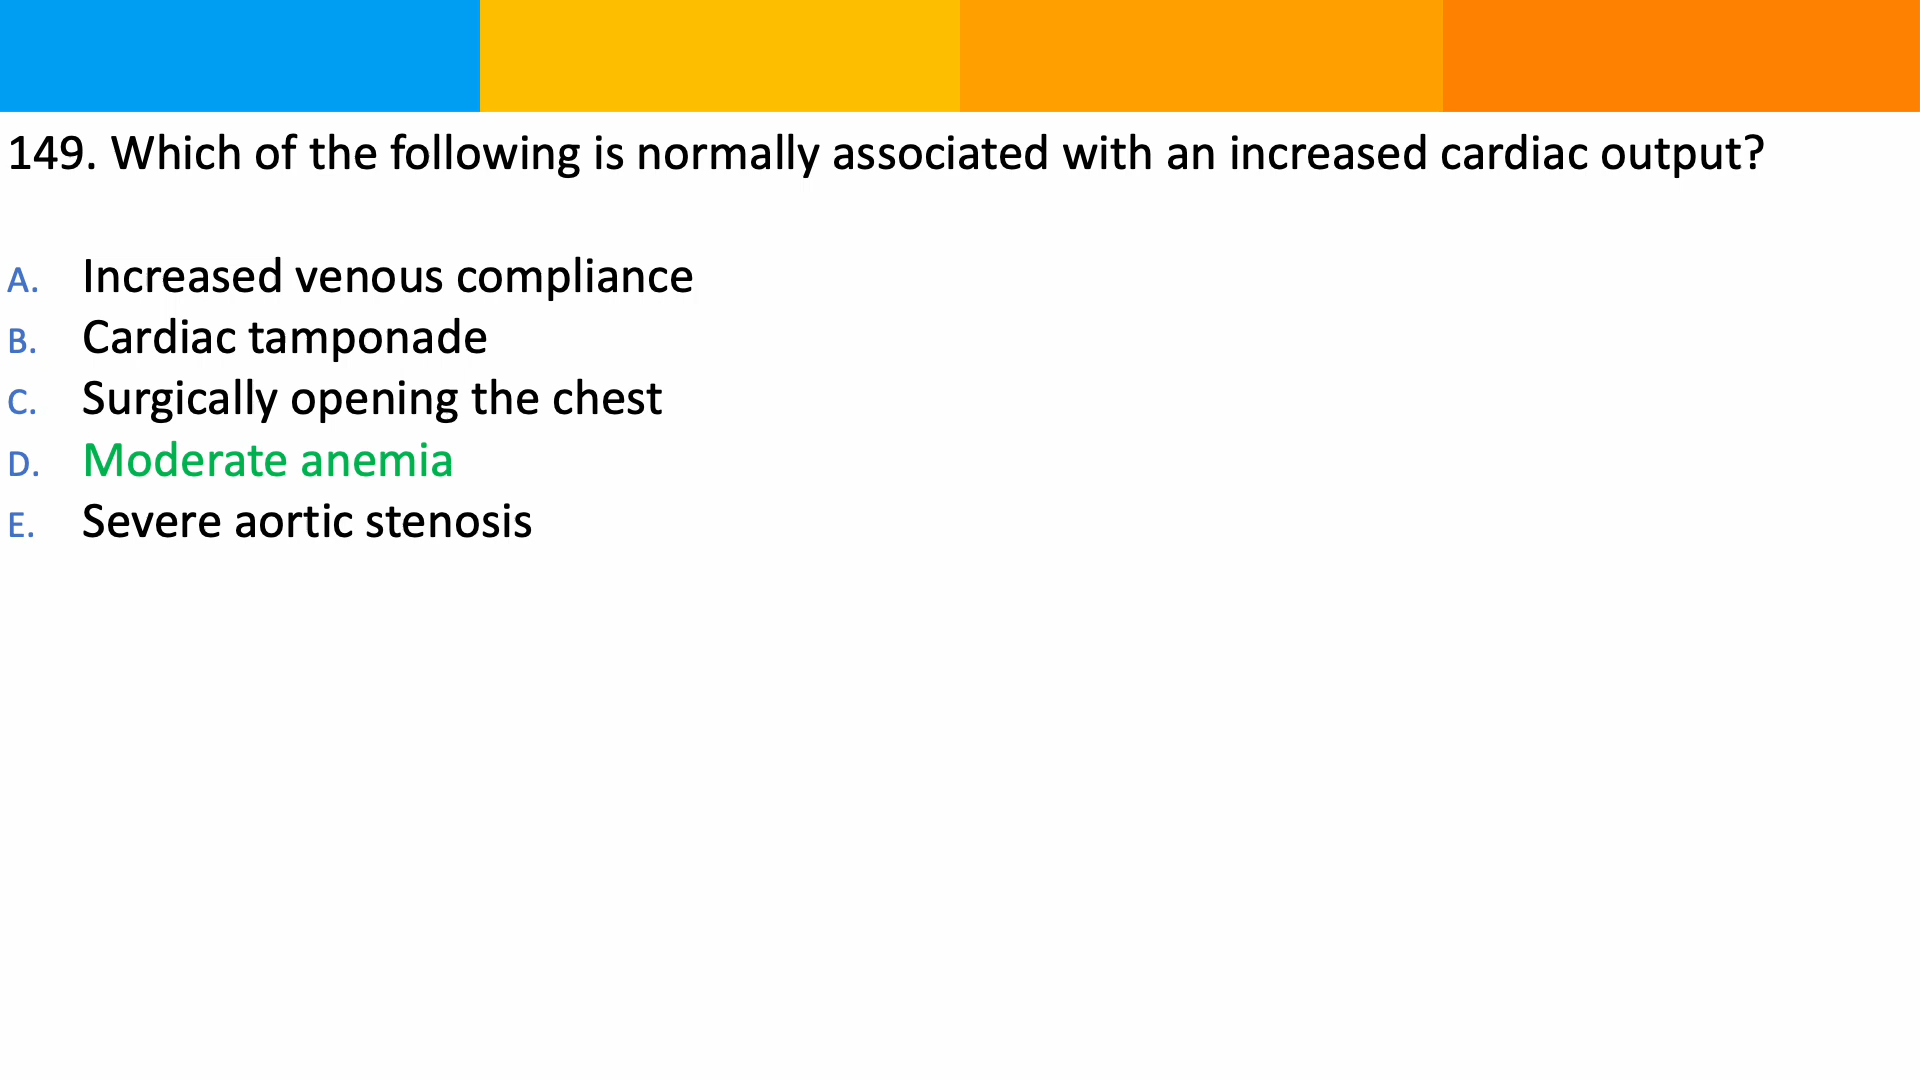 149. Which of the following is normally associated with an increased cardiac output?
A. Increased venous compliance
B. Cardiac tamponade
C. Surgically opening the chest
D. Moderate anemia
E. Severe aortic stenosis